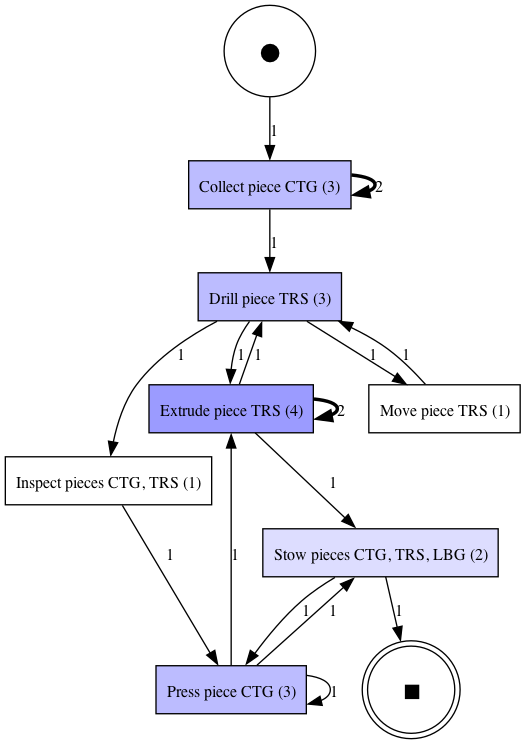 1
Collect piece CTG (3)
2
1
Drill piece TRS (3)
1
1
1
1
1
Extrude piece TRS (4)
2
Move piece TRS (1)
Inspect pieces CTG, TRS (1)
1
1
1
Stow pieces CTG, TRS, LBG (2)
1
1
1
Press piece CTG (3)
1